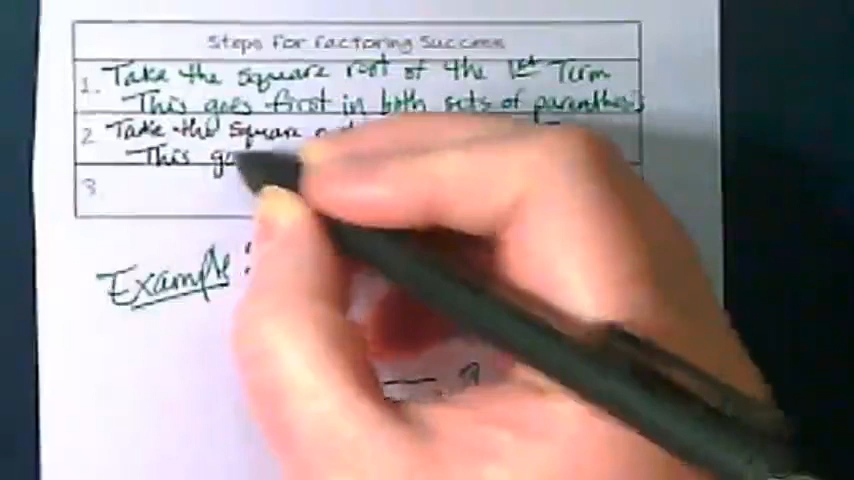 Steps for Factoring Success
1. Take the square root of the 1st Term
This goes first in both sets of parenthesis
2 Take the square
This
3.
Example: